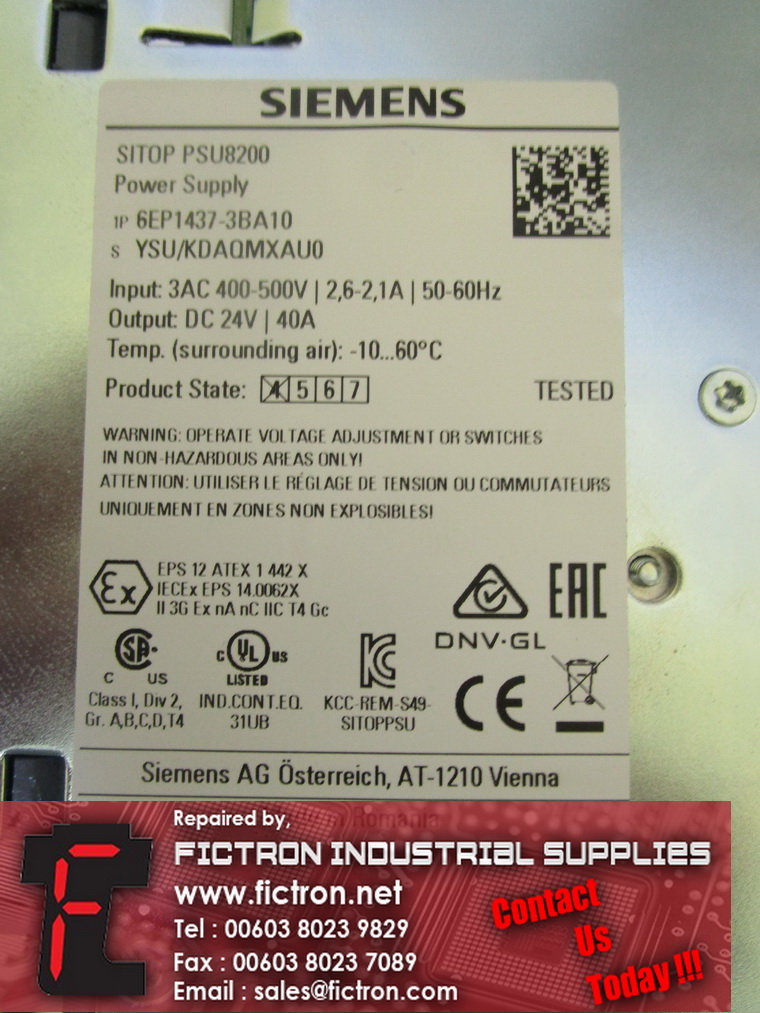 SIEMENS
SITOP PSU8200
Power Supply
1P 6EP1437-3BA10
S YSU/KDAQMXAU0
Input: 3AC 400-500V | 2,6-2,1A | 50-60Hz
Output: DC 24V | 40A
Temp. (surrounding air): -10...60°C
Product State: 4 5 6 7
TESTED
WARNING: OPERATE VOLTAGE ADJUSTMENT OR SWITCHES
IN NON-HAZARDOUS AREAS ONLY!
ATTENTION: UTILISER LE RÉGLAGE DE TENSION OU COMMUTATEURS
UNIQUEMENT EN ZONES NON EXPLOSIBLES!
Ex
EPS 12 ATEX 1 442 X
IECEx EPS 14.0062X
II 3G Ex nA nC IIC T4 Gc
EAC
DNV·GL
SA
C US
Class I, Div 2,
Gr. A,B,C,D,T4
c UL us
LISTED
IND.CONT.EQ.
31UB
KC
KCC-REM-S49-
SITOPPSU
CE
Siemens AG Österreich, AT-1210 Vienna
Romania
Repaired by,
FICTRON INDUSTRIAL SUPPLIES
www.fictron.net
Tel : 00603 8023 9829
Fax : 00603 8023 7089
Email : sales@fictron.com
Contact
Us
Today !!!